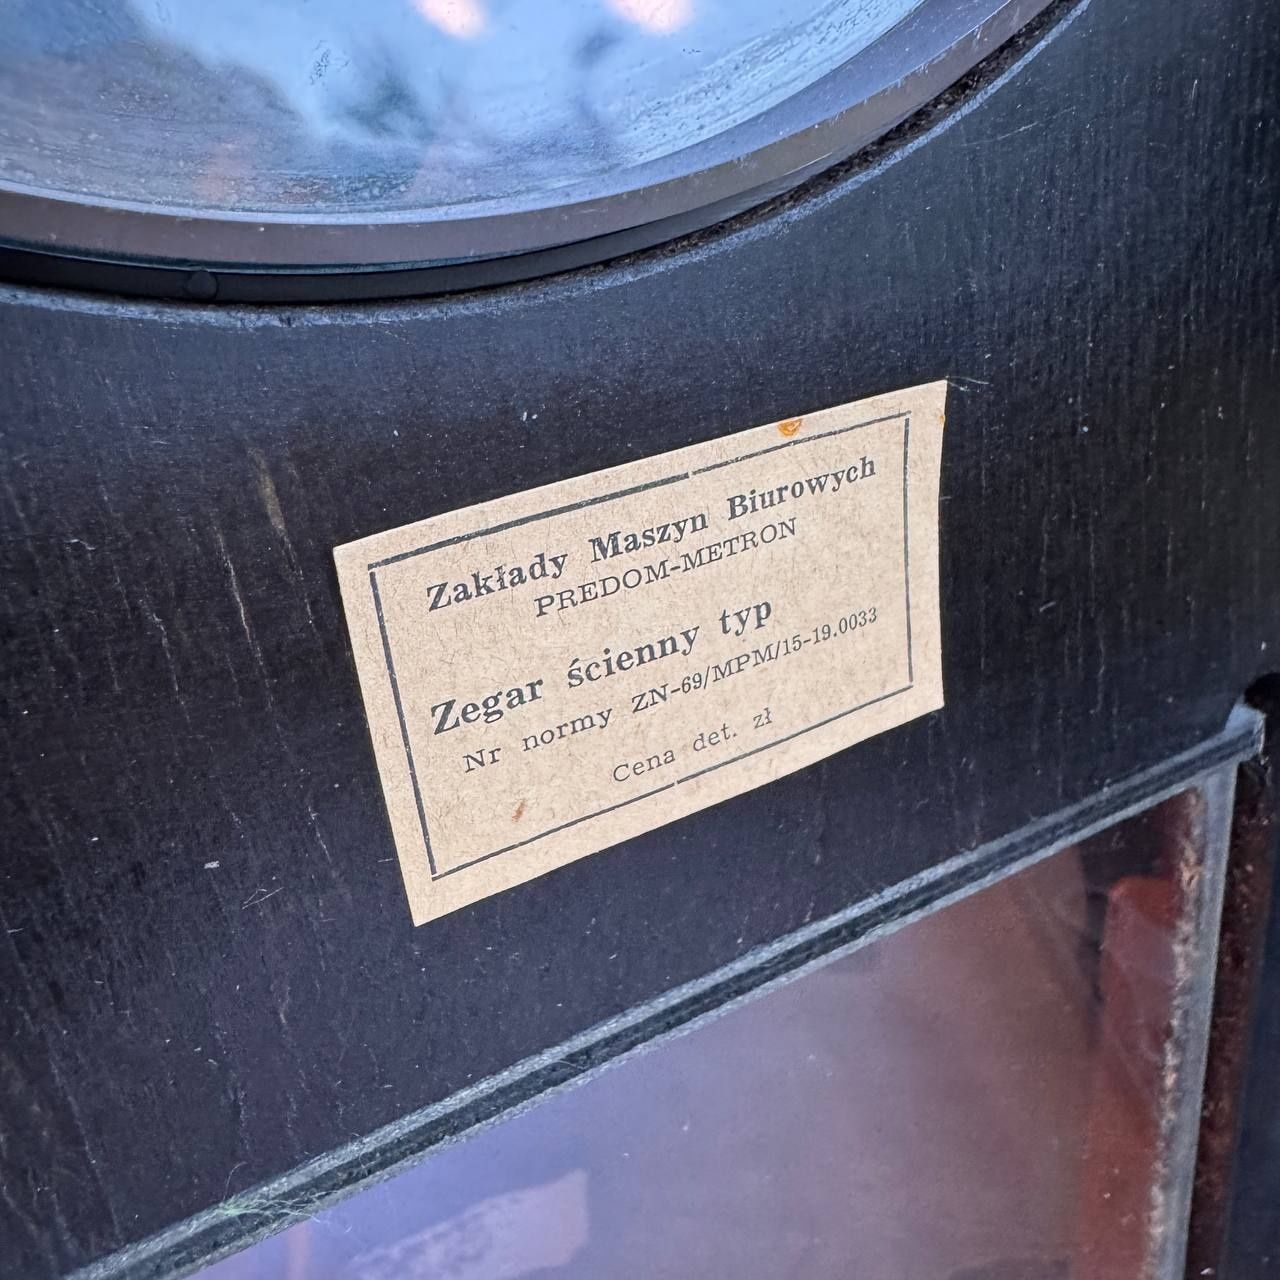 Zakłady Maszyn Biurowych
PREDOM-METRON
Zegar ścienny typ
Nr normy ZN-69/MPM/15-19.0033
Cena det. zł